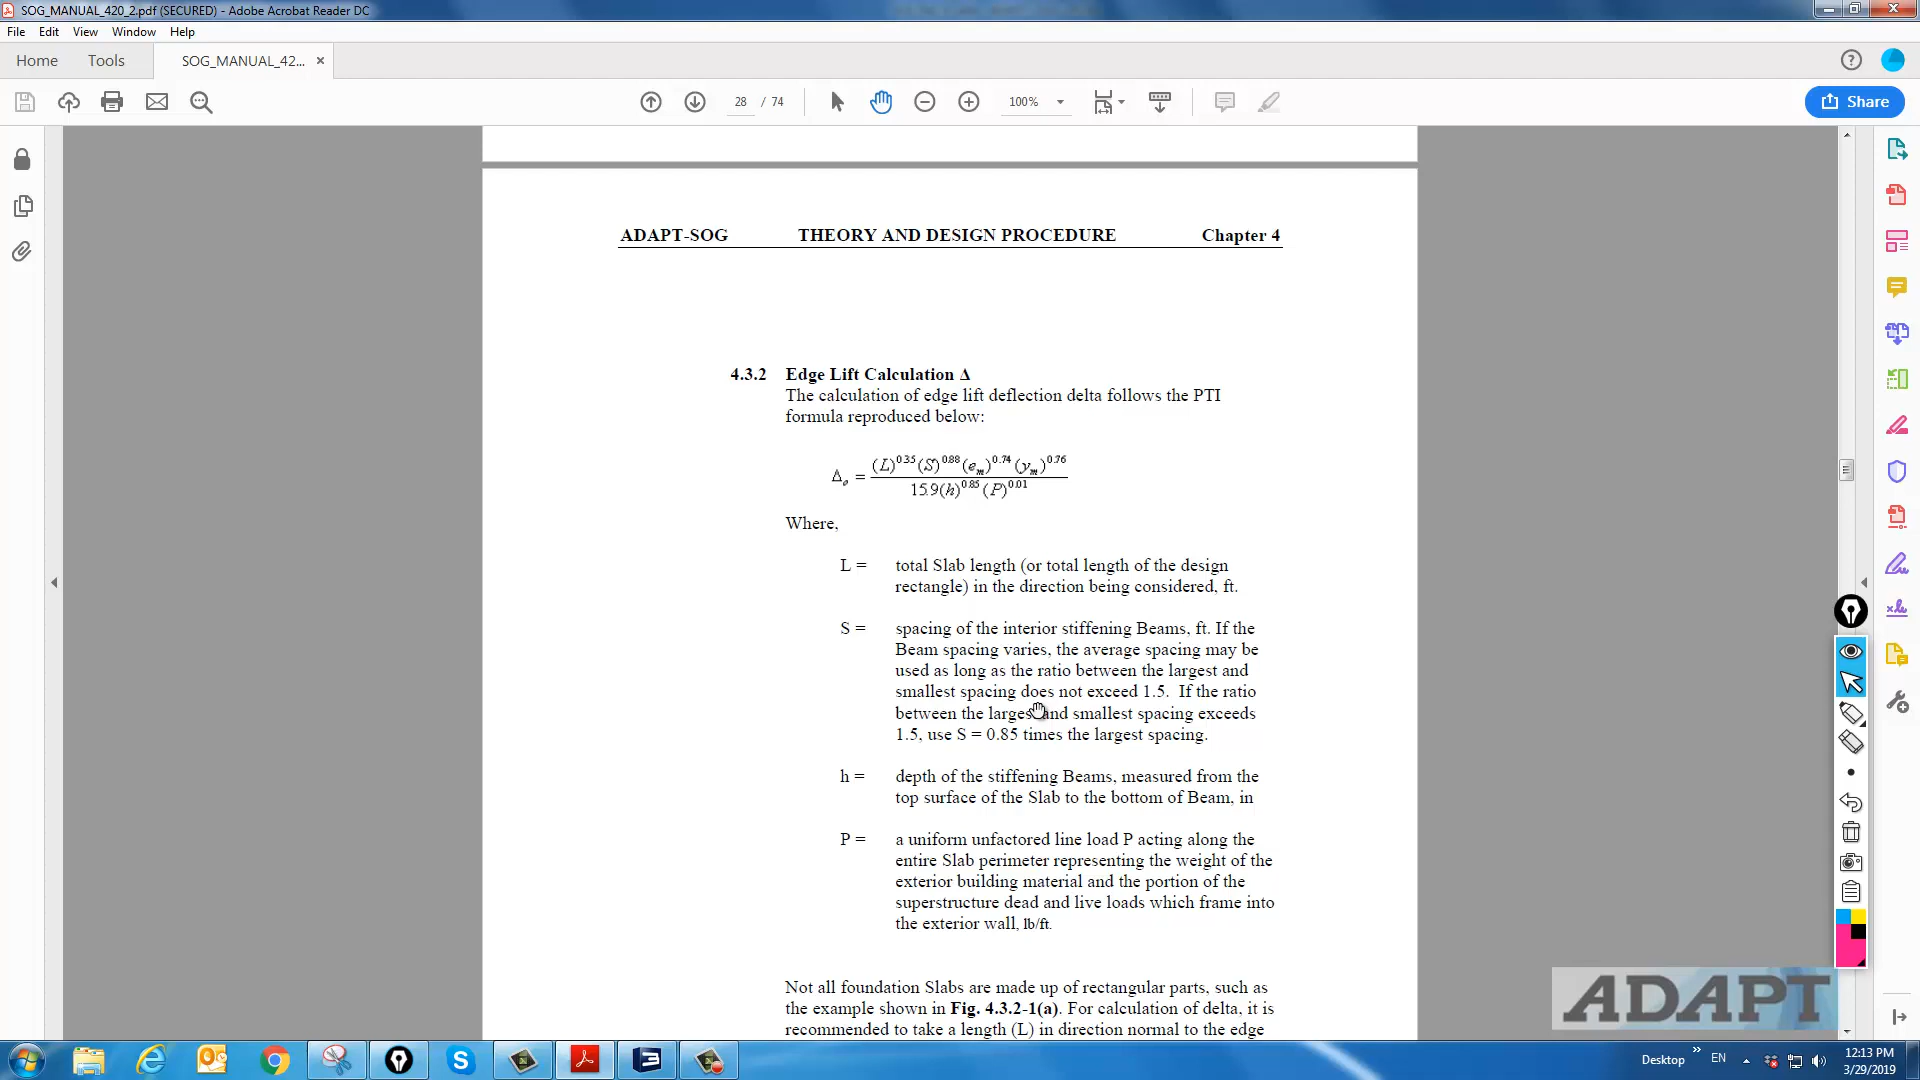 SOG_MANUAL_420_2.pdf (SECURED) - Adobe Acrobat Reader DC
File Edit View Window Help
Home Tools SOG_MANUAL_42... ×
28 / 74 100% Share
ADAPT-SOG THEORY AND DESIGN PROCEDURE Chapter 4
4.3.2 Edge Lift Calculation Δ
The calculation of edge lift deflection delta follows the PTI
formula reproduced below:
Δₒ = (L)^0.35 (S)^0.88 (eₘ)^0.74 (yₘ)^0.76
15.9(h)^0.85 (P)^0.01
Where,
L = total Slab length (or total length of the design
rectangle) in the direction being considered, ft.
S = spacing of the interior stiffening Beams, ft. If the
Beam spacing varies, the average spacing may be
used as long as the ratio between the largest and
smallest spacing does not exceed 1.5. If the ratio
between the largest and smallest spacing exceeds
1.5, use S = 0.85 times the largest spacing.
h = depth of the stiffening Beams, measured from the
top surface of the Slab to the bottom of Beam, in
P = a uniform unfactored line load P acting along the
entire Slab perimeter representing the weight of the
exterior building material and the portion of the
superstructure dead and live loads which frame into
the exterior wall, lb/ft.
Not all foundation Slabs are made up of rectangular parts, such as
the example shown in Fig. 4.3.2-1(a). For calculation of delta, it is
recommended to take a length (L) in direction normal to the edge
ADAPT
Desktop » EN 12:13 PM
3/29/2019